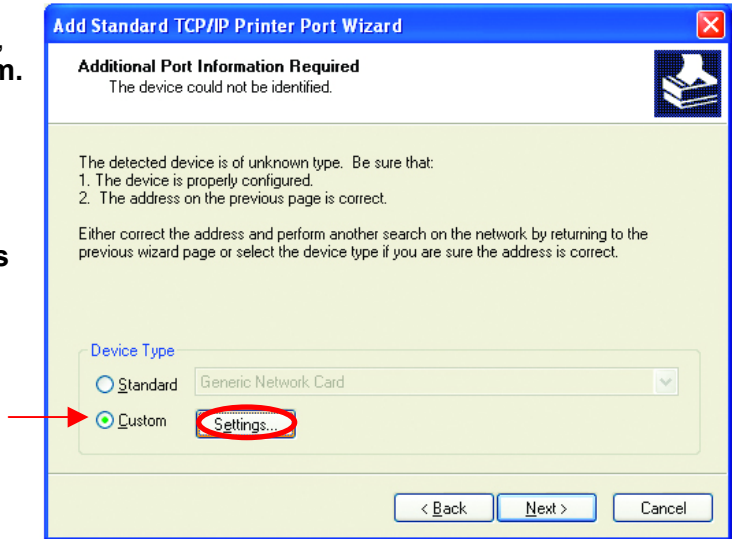 ,
m.
s
Add Standard TCP/IP Printer Port Wizard
Additional Port Information Required
The device could not be identified.
The detected device is of unknown type. Be sure that:
1. The device is properly configured.
2. The address on the previous page is correct.
Either correct the address and perform another search on the network by returning to the
previous wizard page or select the device type if you are sure the address is correct.
Device Type
Standard
Generic Network Card
Custom
Settings...
< Back
Next >
Cancel